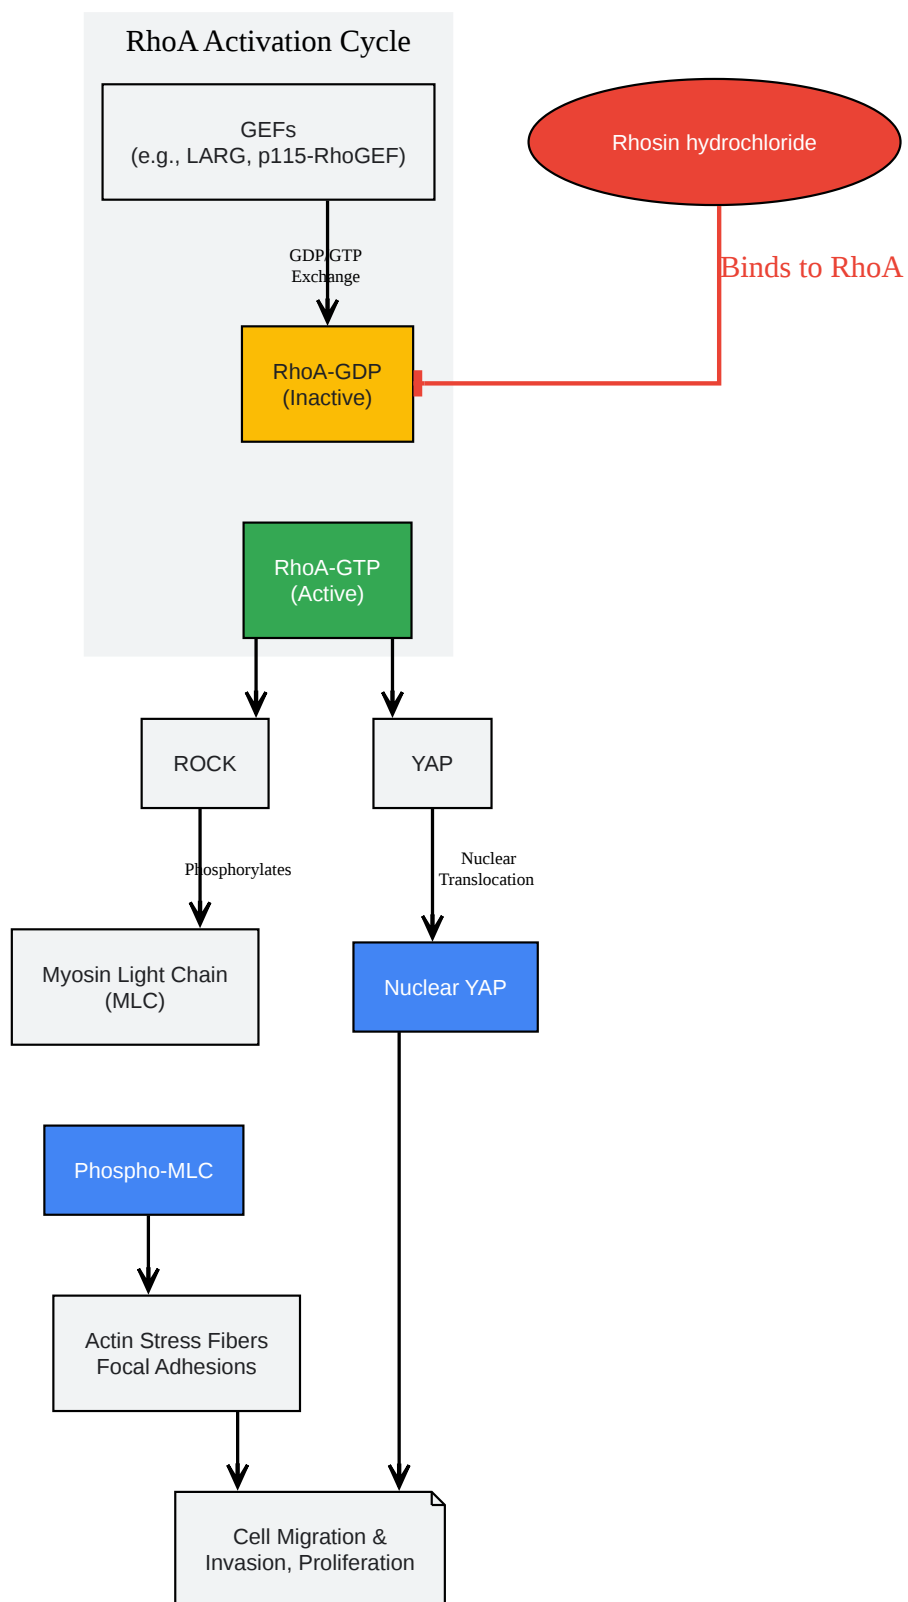 RhoA Activation Cycle
GEFs
(e.g., LARG, p115-RhoGEF)
Rhosin hydrochloride
GDP/GTP
Exchange
Binds to RhoA
RhoA-GDP
(Inactive)
RhoA-GTP
(Active)
ROCK
YAP
Phosphorylates
Nuclear
Translocation
Myosin Light Chain
(MLC)
Nuclear YAP
Phospho-MLC
Actin Stress Fibers
Focal Adhesions
Cell Migration &
Invasion, Proliferation